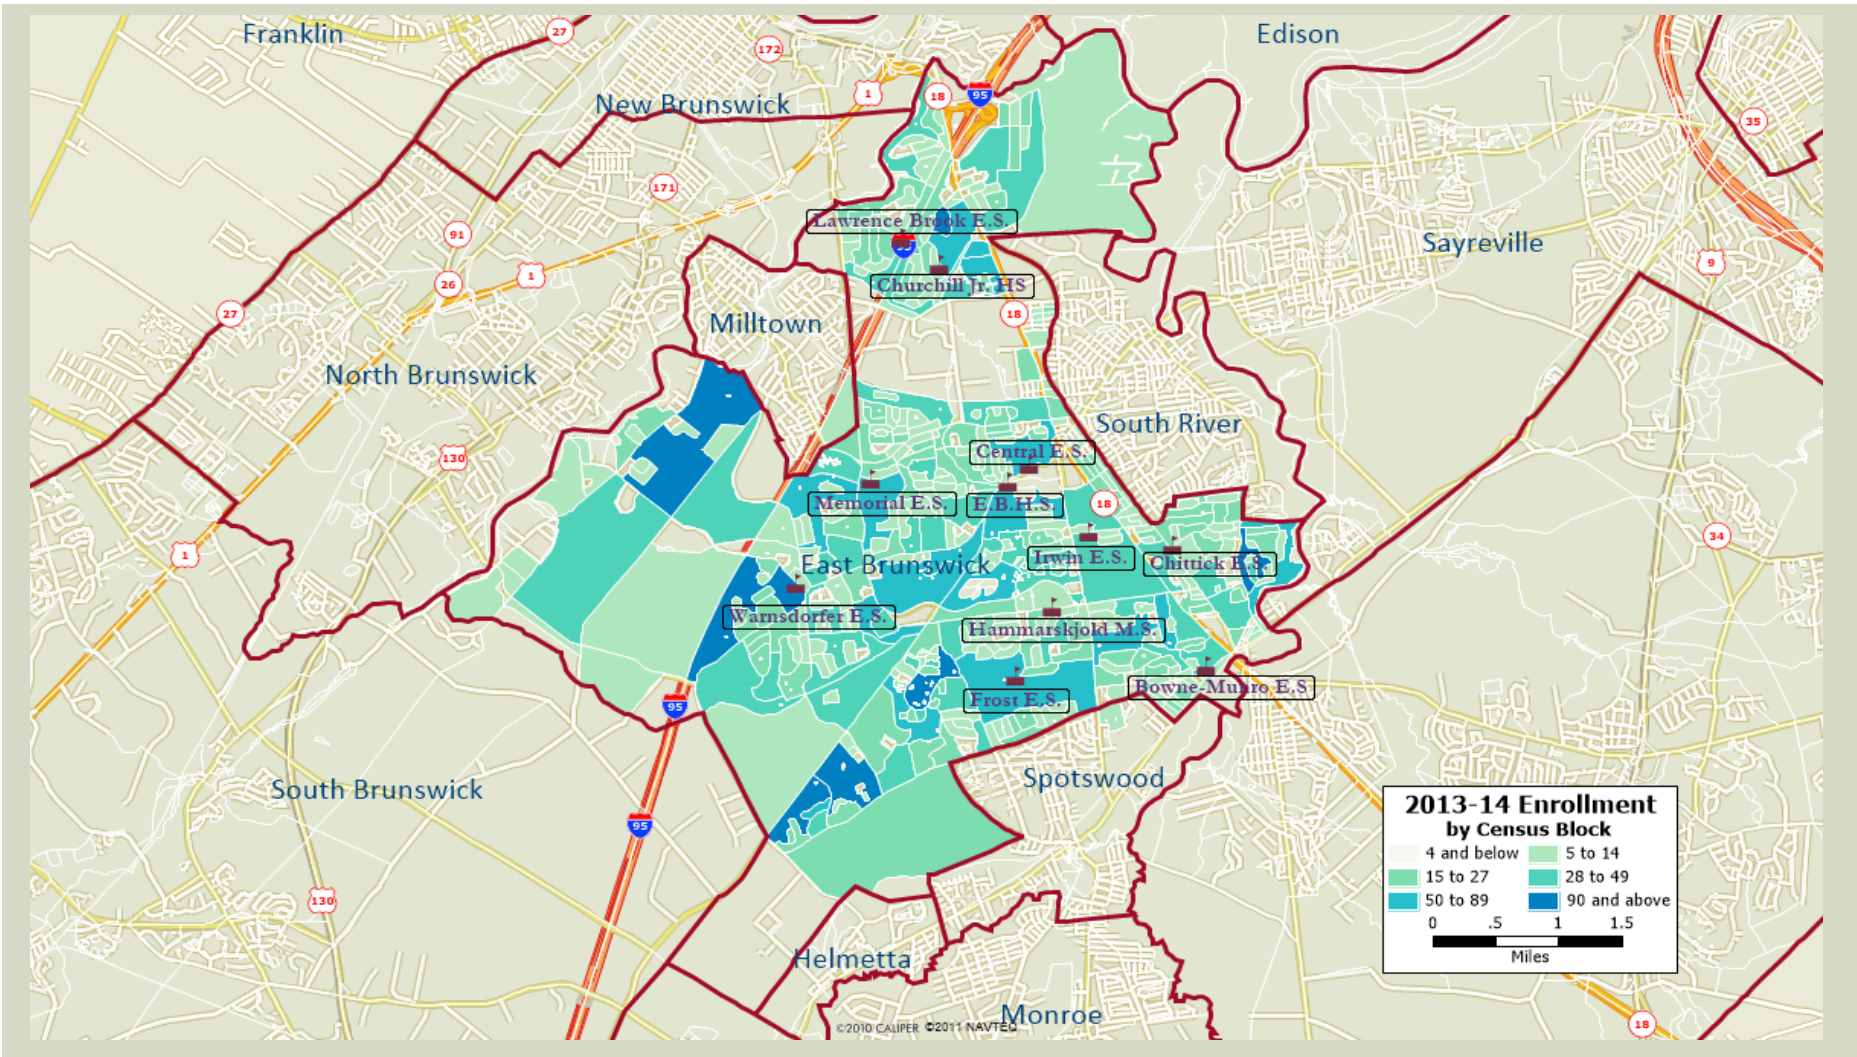 Franklin
27
Edison
172
1
18
95
New Brunswick
35
171
Lawrence Brook E.S.
91
Sayreville
95
9
1
26
Churchill Jr. HS
27
18
Milltown
North Brunswick
South River
130
Central E.S.
Memorial E.S.
E.B.H.S.
18
34
1
Irwin E.S.
Chittick E.S.
East Brunswick
Warnsdorfer E.S.
Hammarskjold M.S.
Bowne-Munro E.S
Frost E.S.
95
Spotswood
South Brunswick
95
2013-14 Enrollment
by Census Block
4 and below 5 to 14
15 to 27 28 to 49
50 to 89 90 and above
0 .5 1 1.5
Miles
130
Helmetta
Monroe
18
©2010 CALIPER ©2011 NAVTEQ